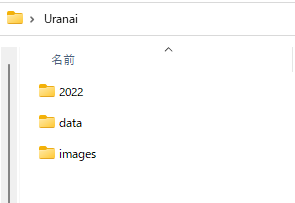 Uranai
名前
2022
data
images